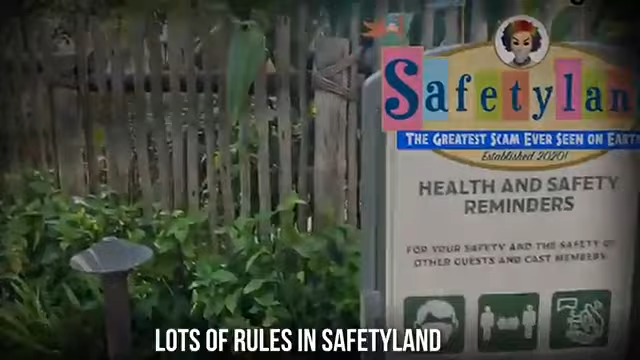 Safetylan
THE GREATEST SCAM EVER SEEN ON EARTH
Established 2020!
HEALTH AND SAFETY
REMINDERS
FOR YOUR SAFETY AND THE SAFETY OF
OTHER GUESTS AND CAST MEMBERS
LOTS OF RULES IN SAFETYLAND